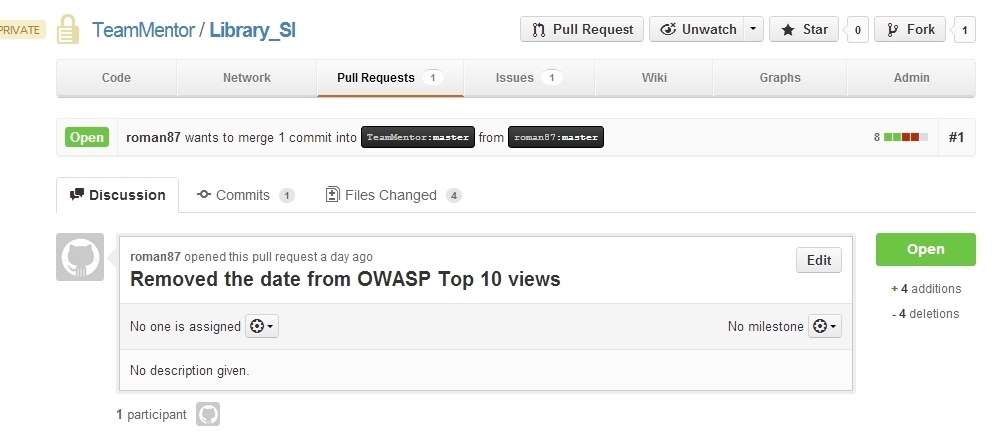 PRIVATE
TeamMentor / Library_SI
Pull Request Unwatch Star 0 Fork 1
Code Network Pull Requests 1 Issues 1 Wiki Graphs Admin
Open roman87 wants to merge 1 commit into TeamMentor:master from roman87:master 8 #1
Discussion Commits 1 Files Changed 4
roman87 opened this pull request a day ago
Edit
Removed the date from OWASP Top 10 views
No one is assigned No milestone
No description given.
Open
+ 4 additions
- 4 deletions
1 participant